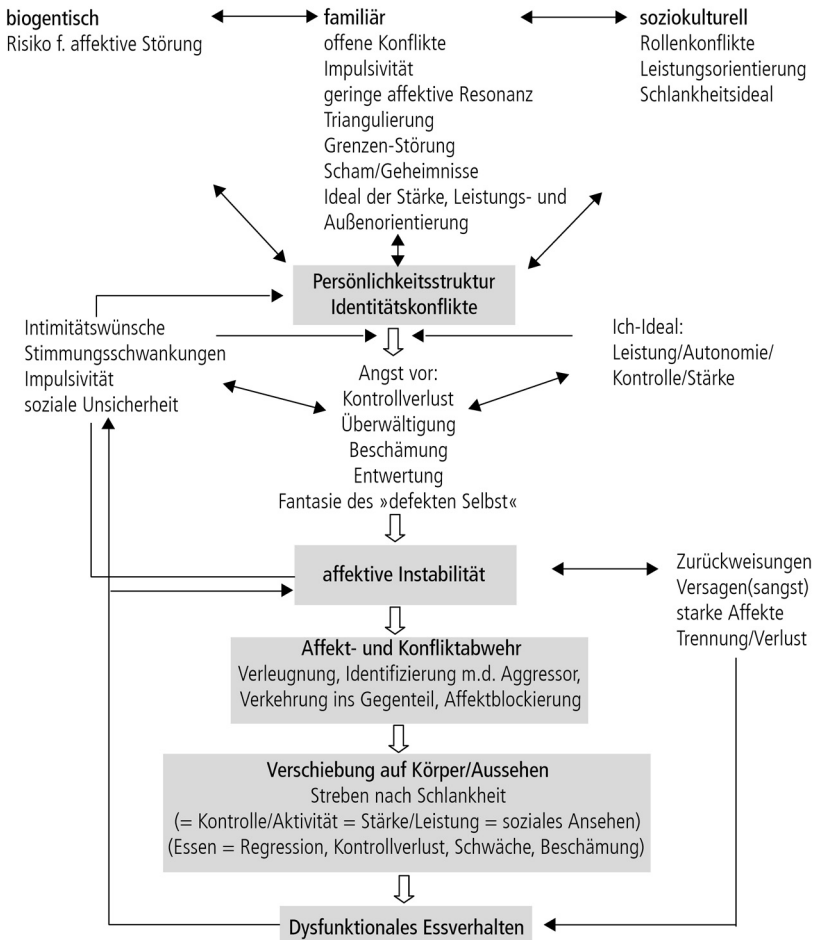 biogentisch
Risiko f. affektive Störung
familiär
offene Konflikte
Impulsivität
geringe affektive Resonanz
Triangulierung
Grenzen-Störung
Scham/Geheimnisse
Ideal der Stärke, Leistungs- und
Außenorientierung
soziokulturell
Rollenkonflikte
Leistungsorientierung
Schlankheitsideal
Persönlichkeitsstruktur
Identitätskonflikte
Intimitätswünsche
Stimmungsschwankungen
Impulsivität
soziale Unsicherheit
Ich-Ideal:
Leistung/Autonomie/
Kontrolle/Stärke
Angst vor:
Kontrollverlust
Überwältigung
Beschämung
Entwertung
Fantasie des »defekten Selbst«
affektive Instabilität
Zurückweisungen
Versagen(sangst)
starke Affekte
Trennung/Verlust
Affekt- und Konfliktabwehr
Verleugnung, Identifizierung m.d. Aggressor,
Verkehrung ins Gegenteil, Affektblockierung
Verschiebung auf Körper/Aussehen
Streben nach Schlankheit
(= Kontrolle/Aktivität = Stärke/Leistung = soziales Ansehen)
(Essen = Regression, Kontrollverlust, Schwäche, Beschämung)
Dysfunktionales Essverhalten